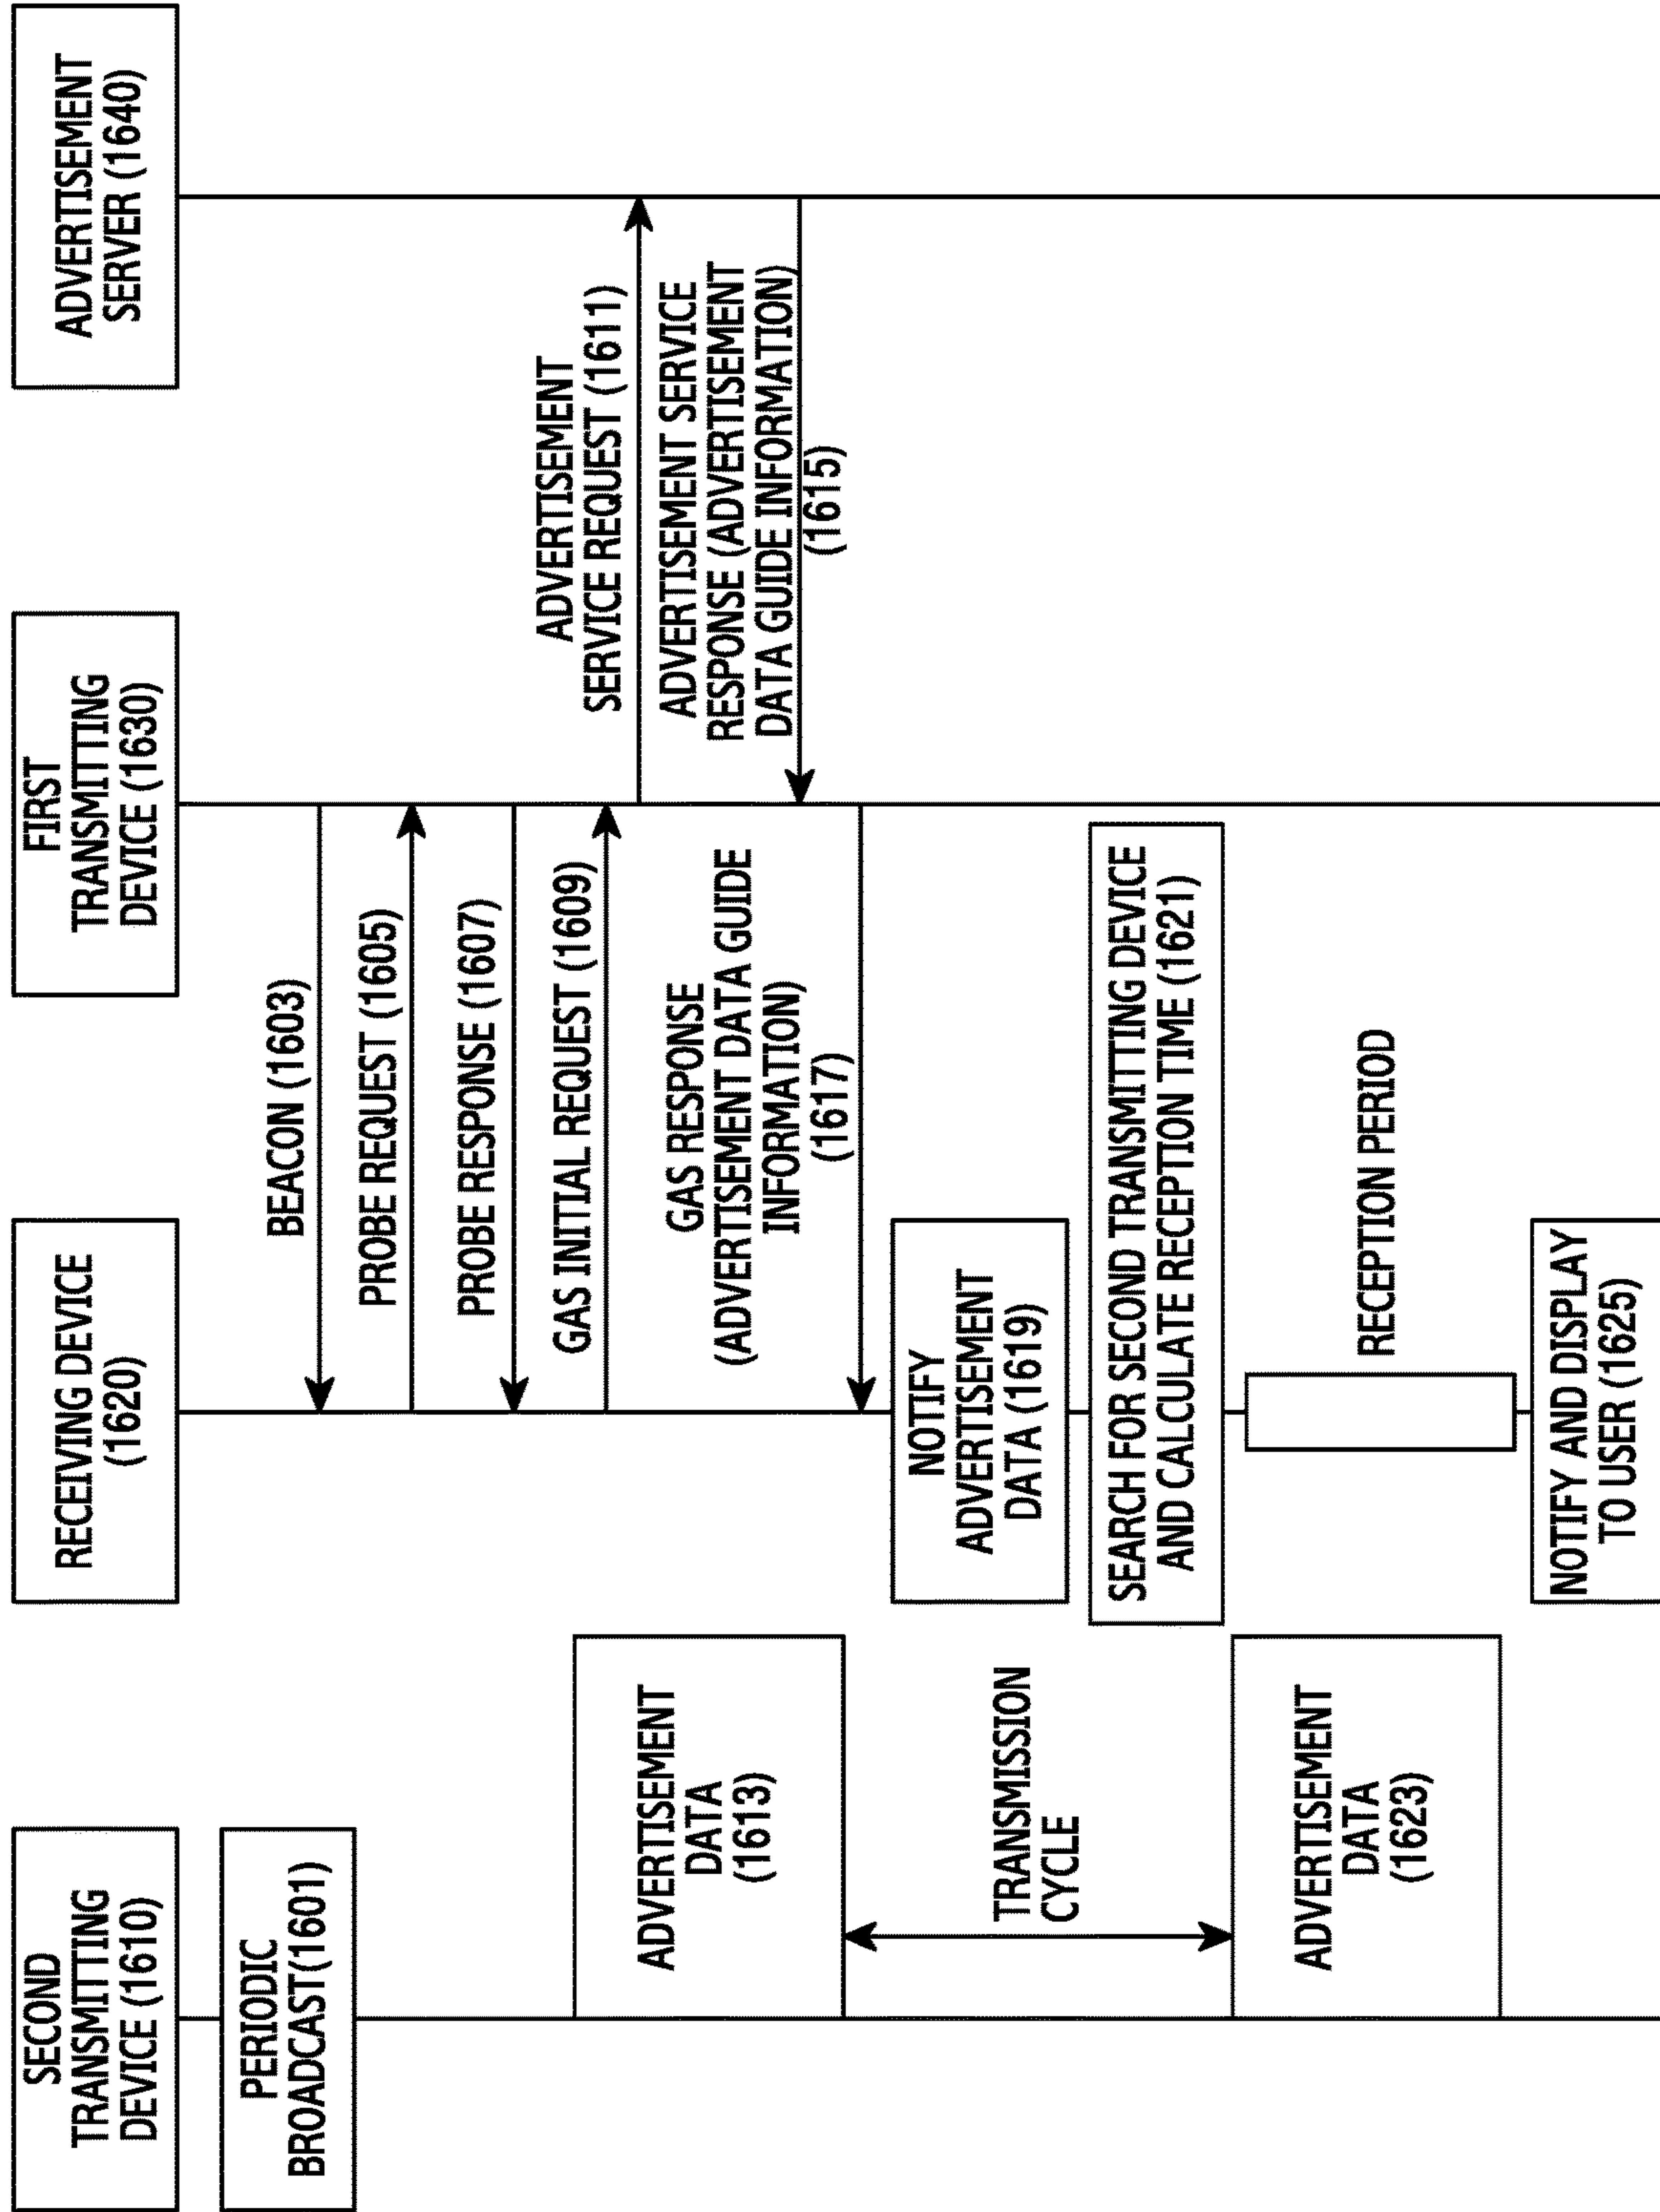 SECOND
TRANSMITTING
DEVICE (1610)
RECEIVING DEVICE
(1620)
FIRST
TRANSMITTING
DEVICE (1630)
ADVERTISEMENT
SERVER (1640)
PERIODIC
BROADCAST(1601)
BEACON (1603)
PROBE REQUEST (1605)
PROBE RESPONSE (1607)
GAS INITIAL REQUEST (1609)
ADVERTISEMENT
SERVICE REQUEST (1611)
ADVERTISEMENT
DATA
(1613)
ADVERTISEMENT SERVICE
RESPONSE (ADVERTISEMENT
DATA GUIDE INFORMATION)
(1615)
GAS RESPONSE
(ADVERTISEMENT DATA GUIDE
INFORMATION)
(1617)
NOTIFY
ADVERTISEMENT
DATA (1619)
TRANSMISSION
CYCLE
SEARCH FOR SECOND TRANSMITTING DEVICE
AND CALCULATE RECEPTION TIME (1621)
ADVERTISEMENT
DATA
(1623)
RECEPTION PERIOD
NOTIFY AND DISPLAY
TO USER (1625)